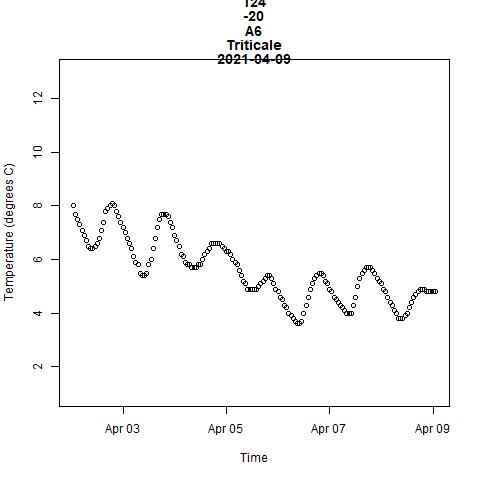 124
-20
A6
Triticale
2021-04-09
12
10
8
6
4
2
Temperature (degrees C)
Apr 03
Apr 05
Apr 07
Apr 09
Time